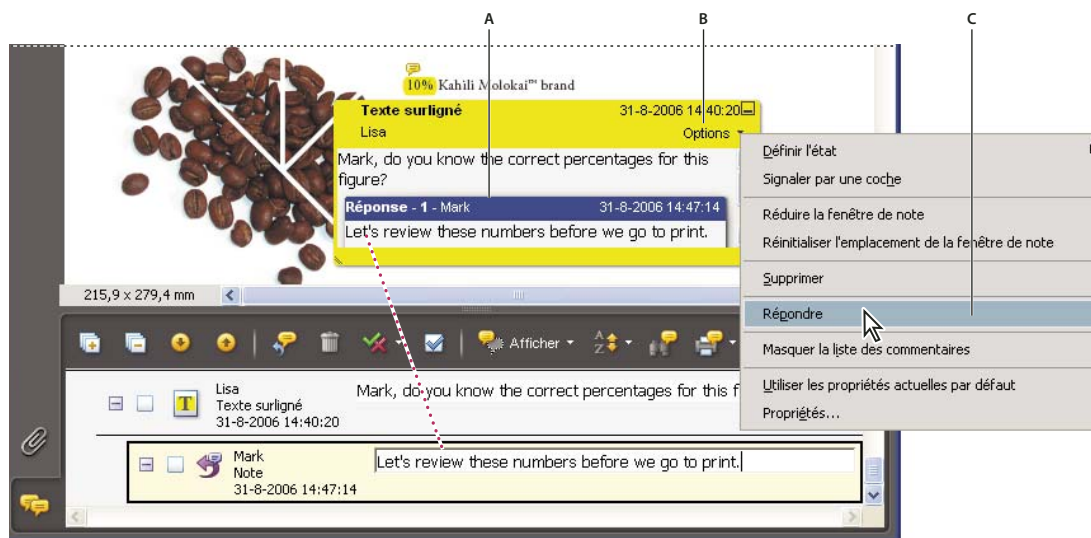 A B C
10% Kahili Molokai™ brand
Texte surligné 31-8-2006 14:40:20
Lisa Options
Mark, do you know the correct percentages for this
figure?
Réponse - 1 - Mark 31-8-2006 14:47:14
Let's review these numbers before we go to print.
Définir l'état
Signaler par une coche
Réduire la fenêtre de note
Réinitialiser l'emplacement de la fenêtre de note
Supprimer
Répondre
Masquer la liste des commentaires
Utiliser les propriétés actuelles par défaut
Propriétés...
215,9 x 279,4 mm
Afficher
A
Z
T
Lisa Mark, do you know the correct percentages for this f
Texte surligné
31-8-2006 14:40:20
Mark Let's review these numbers before we go to print.
Note
31-8-2006 14:47:14